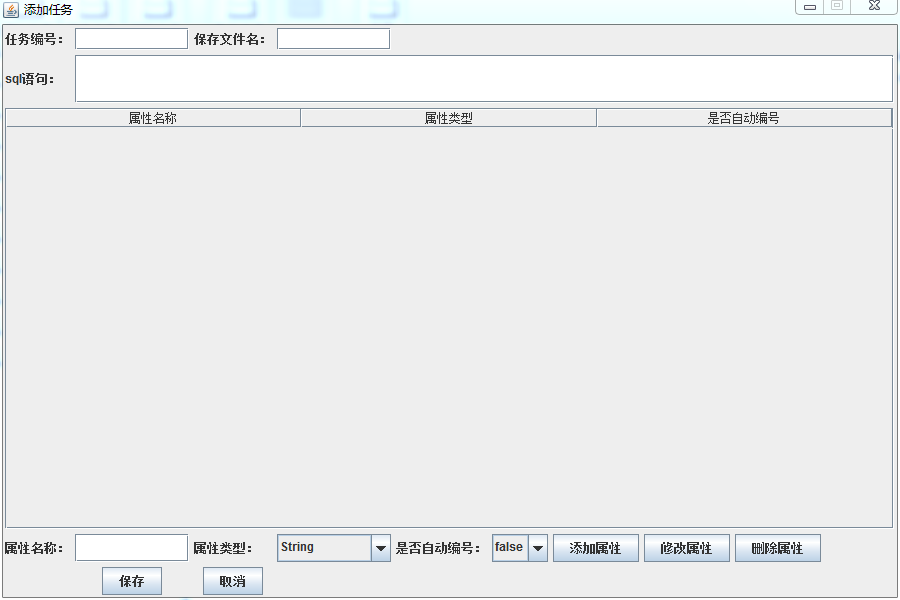 添加任务
任务编号： 保存文件名：
sql语句：
属性名称 属性类型 是否自动编号
属性名称： 属性类型： String 是否自动编号： false 添加属性 修改属性 删除属性
保存 取消